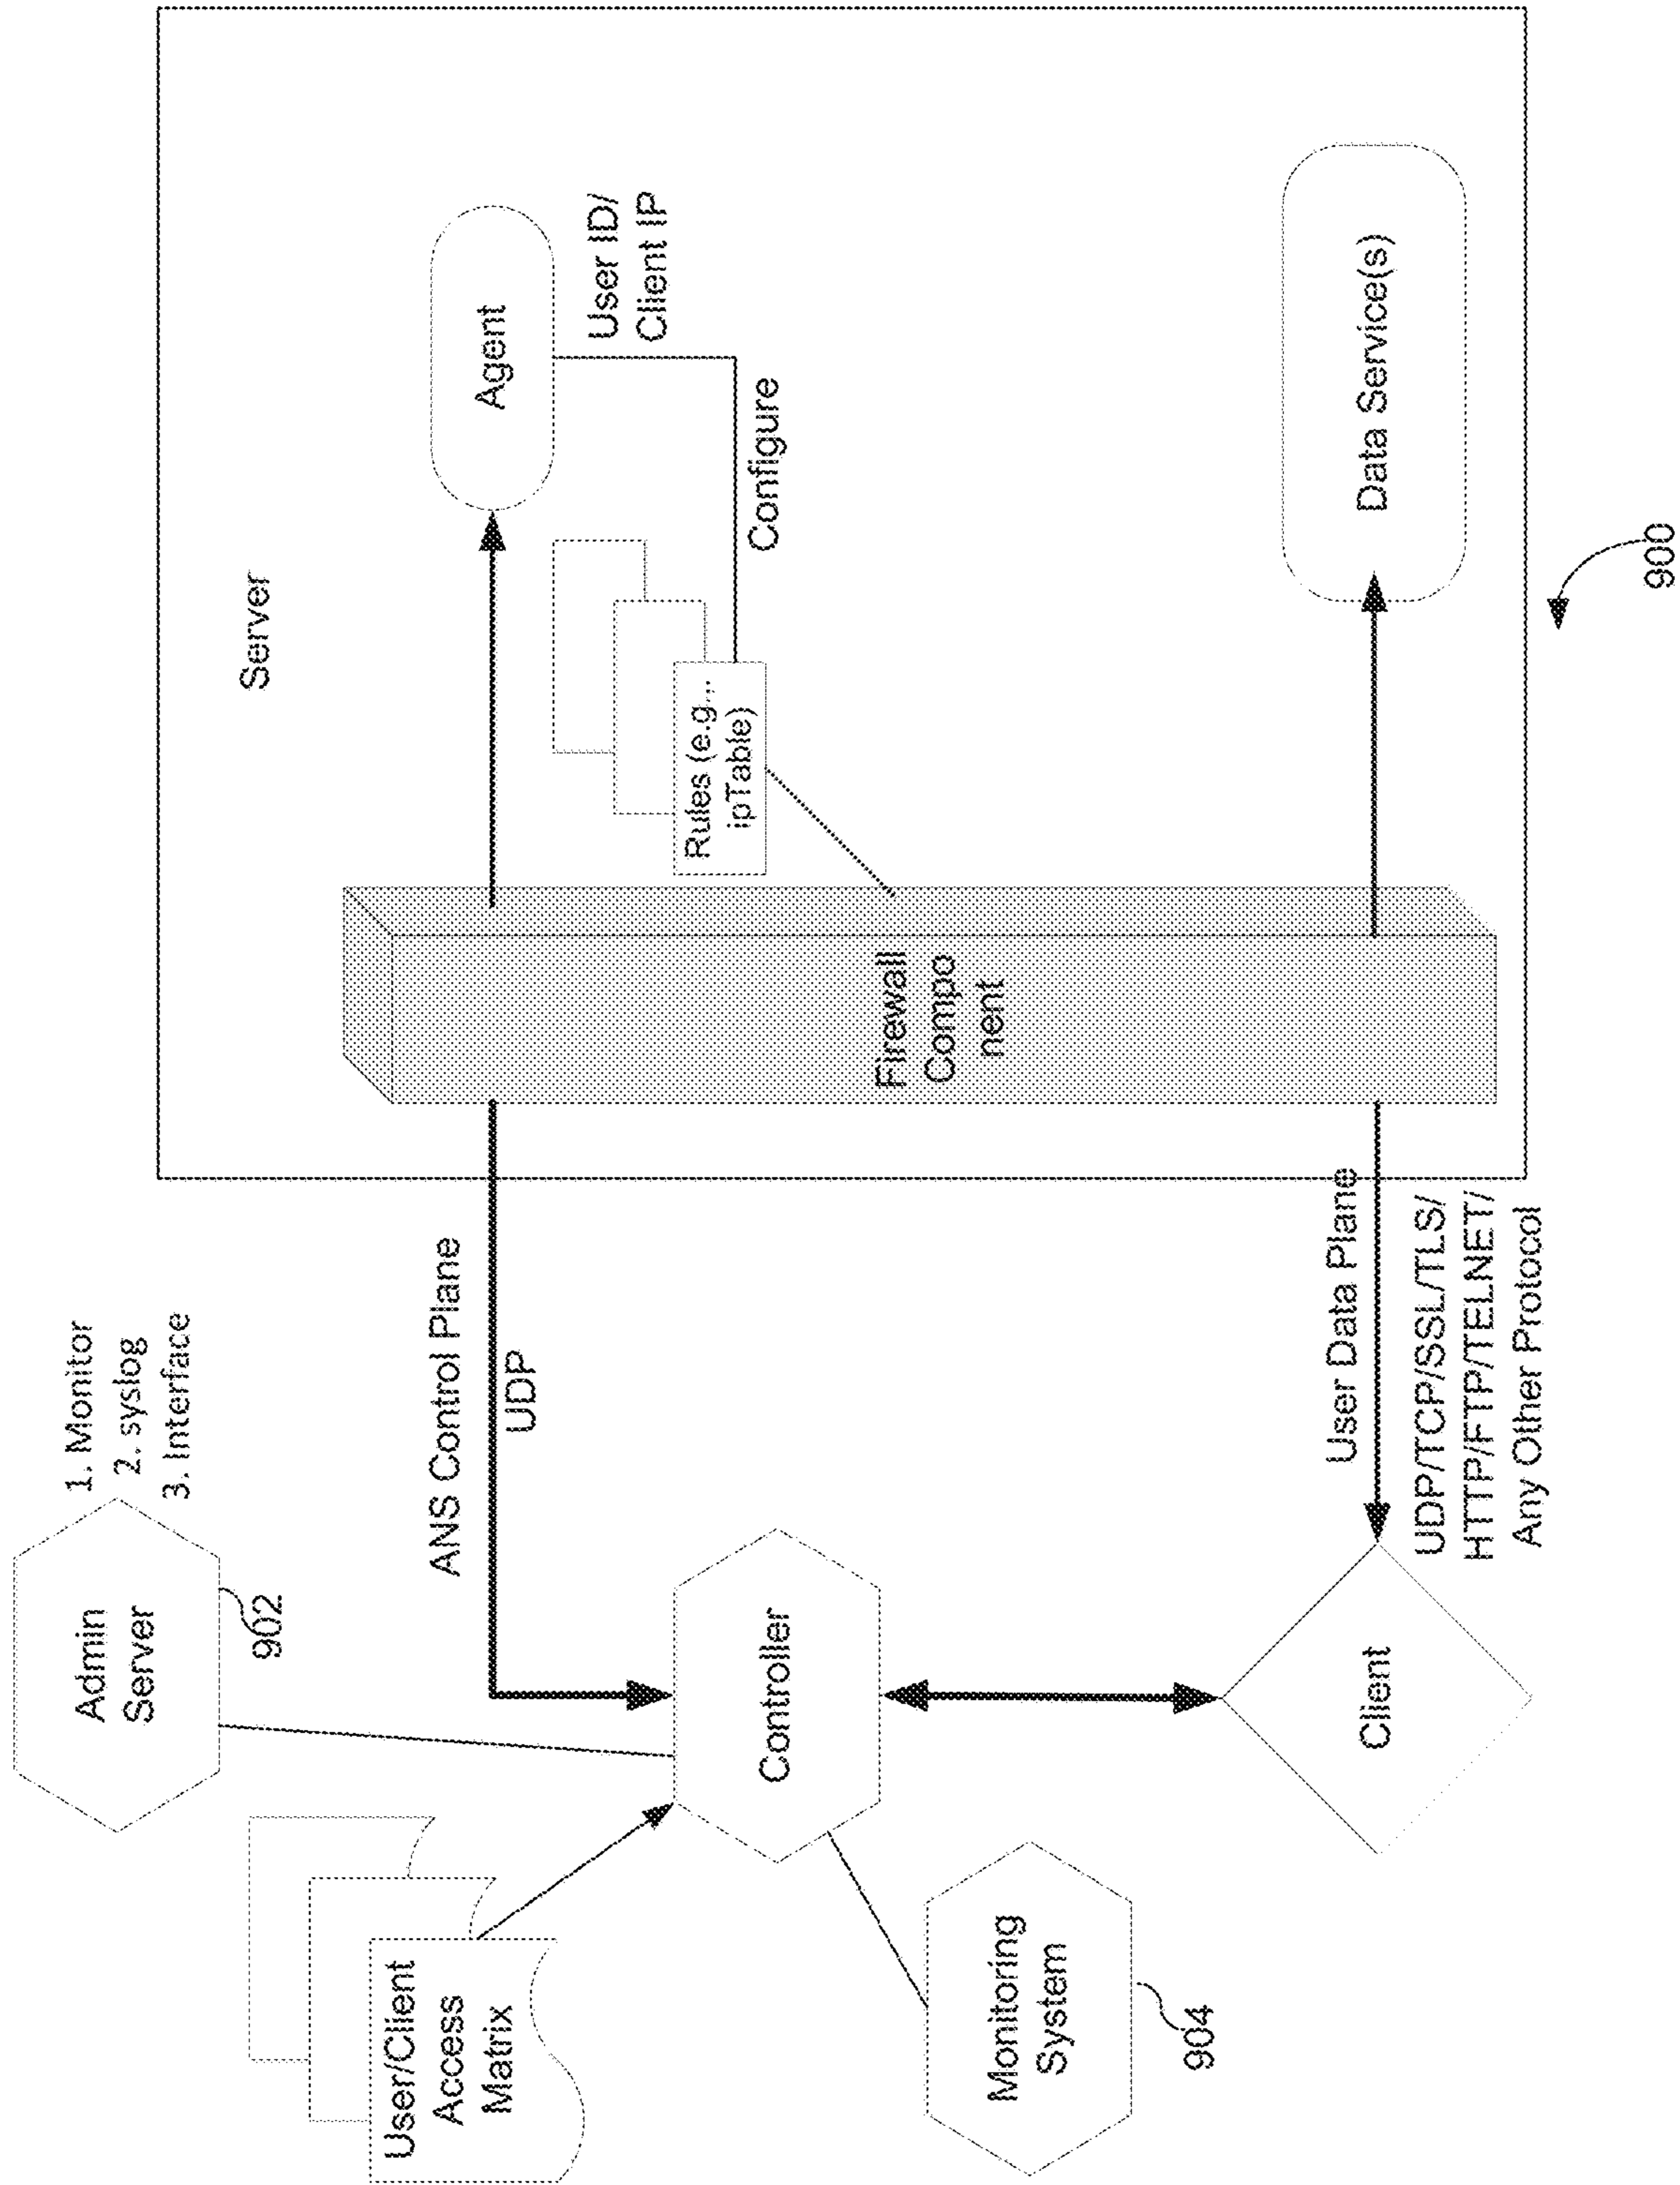 Admin
Server
902
1. Monitor
2. syslog
3. Interface
Server
User/Client
Access
Matrix
ANS Control Plane
UDP
Agent
User ID/
Client IP
Configure
Rules (e.g...
ipTable)
Controller
Firewall
Compo
nent
Monitoring
System
904
Client
User Data Plane
UDP/TCP/SSL/TLS/
HTTP/FTP/TELNET/
Any Other Protocol
Data Service(s)
900